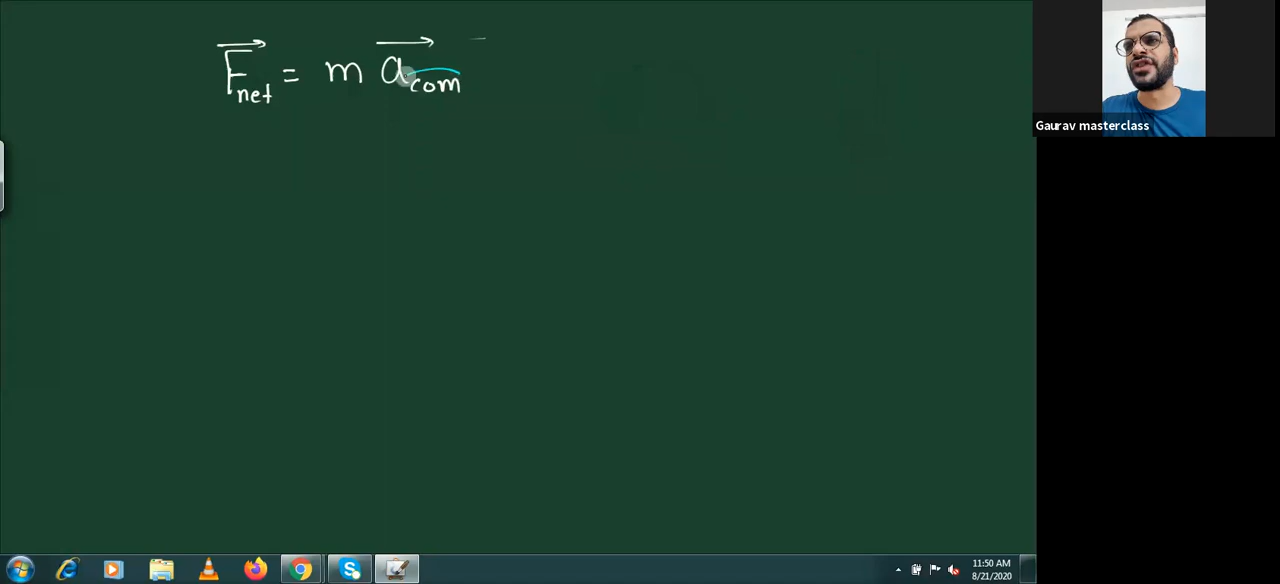 F⃗net = m a⃗com
Gaurav masterclass
11:50 AM
8/21/2020